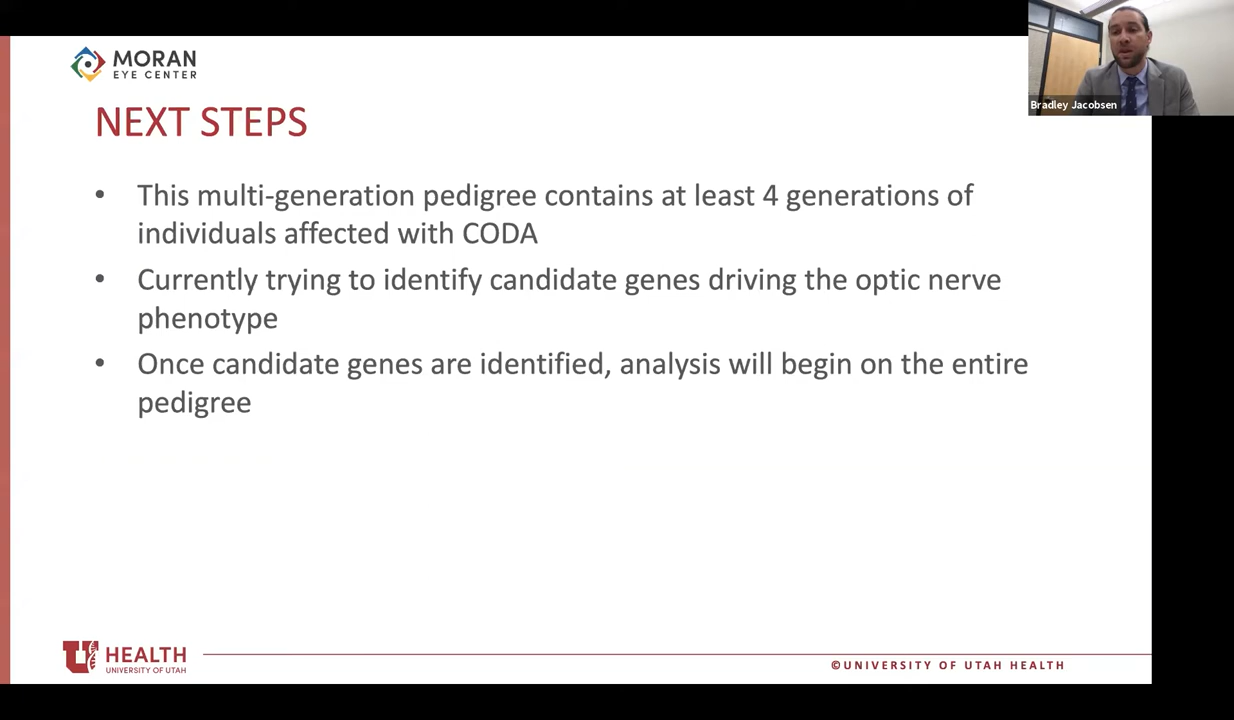 MORAN
EYE CENTER
Bradley Jacobsen
NEXT STEPS
• This multi-generation pedigree contains at least 4 generations of
individuals affected with CODA
• Currently trying to identify candidate genes driving the optic nerve
phenotype
• Once candidate genes are identified, analysis will begin on the entire
pedigree
U HEALTH
UNIVERSITY OF UTAH
©UNIVERSITY OF UTAH HEALTH